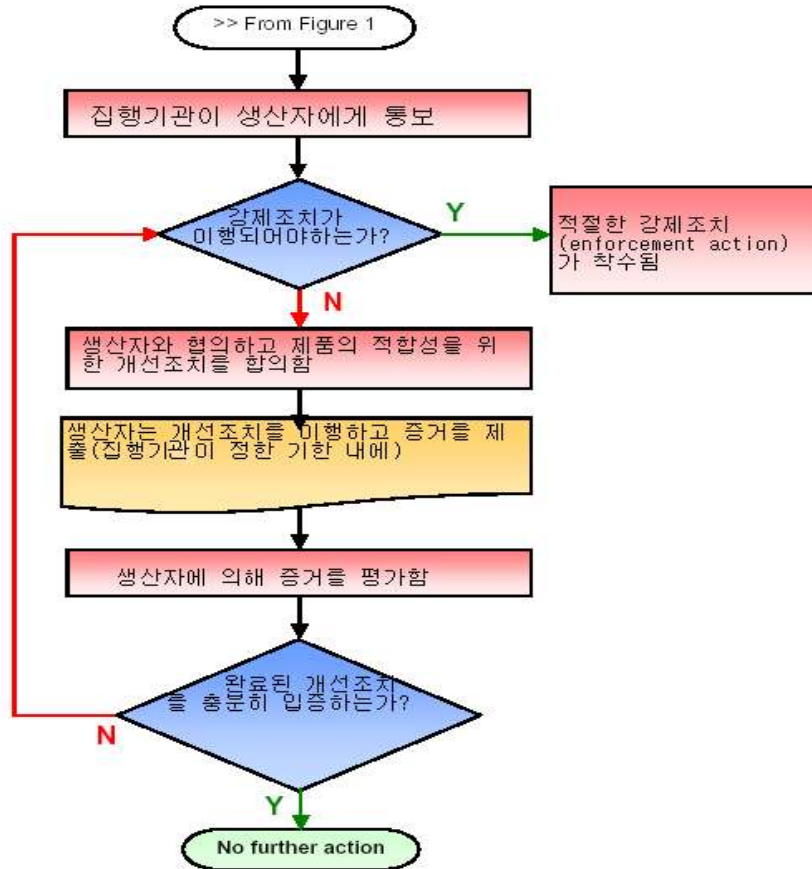 >> From Figure 1
집행기관이 생산자에게 통보
강제조치가
이행되어야하는가?
Y
적절한 강제조치
(enforcement action)
가 착수됨
N
생산자와 협의하고 제품의 적합성을 위
한 개선조치를 합의함
생산자는 개선조치를 이행하고 증거를 제
출(집행기관이 정한 기한 내에)
생산자에 의해 증거를 평가함
완료된 개선조치
을 충분히 입증하는가?
N
Y
No further action